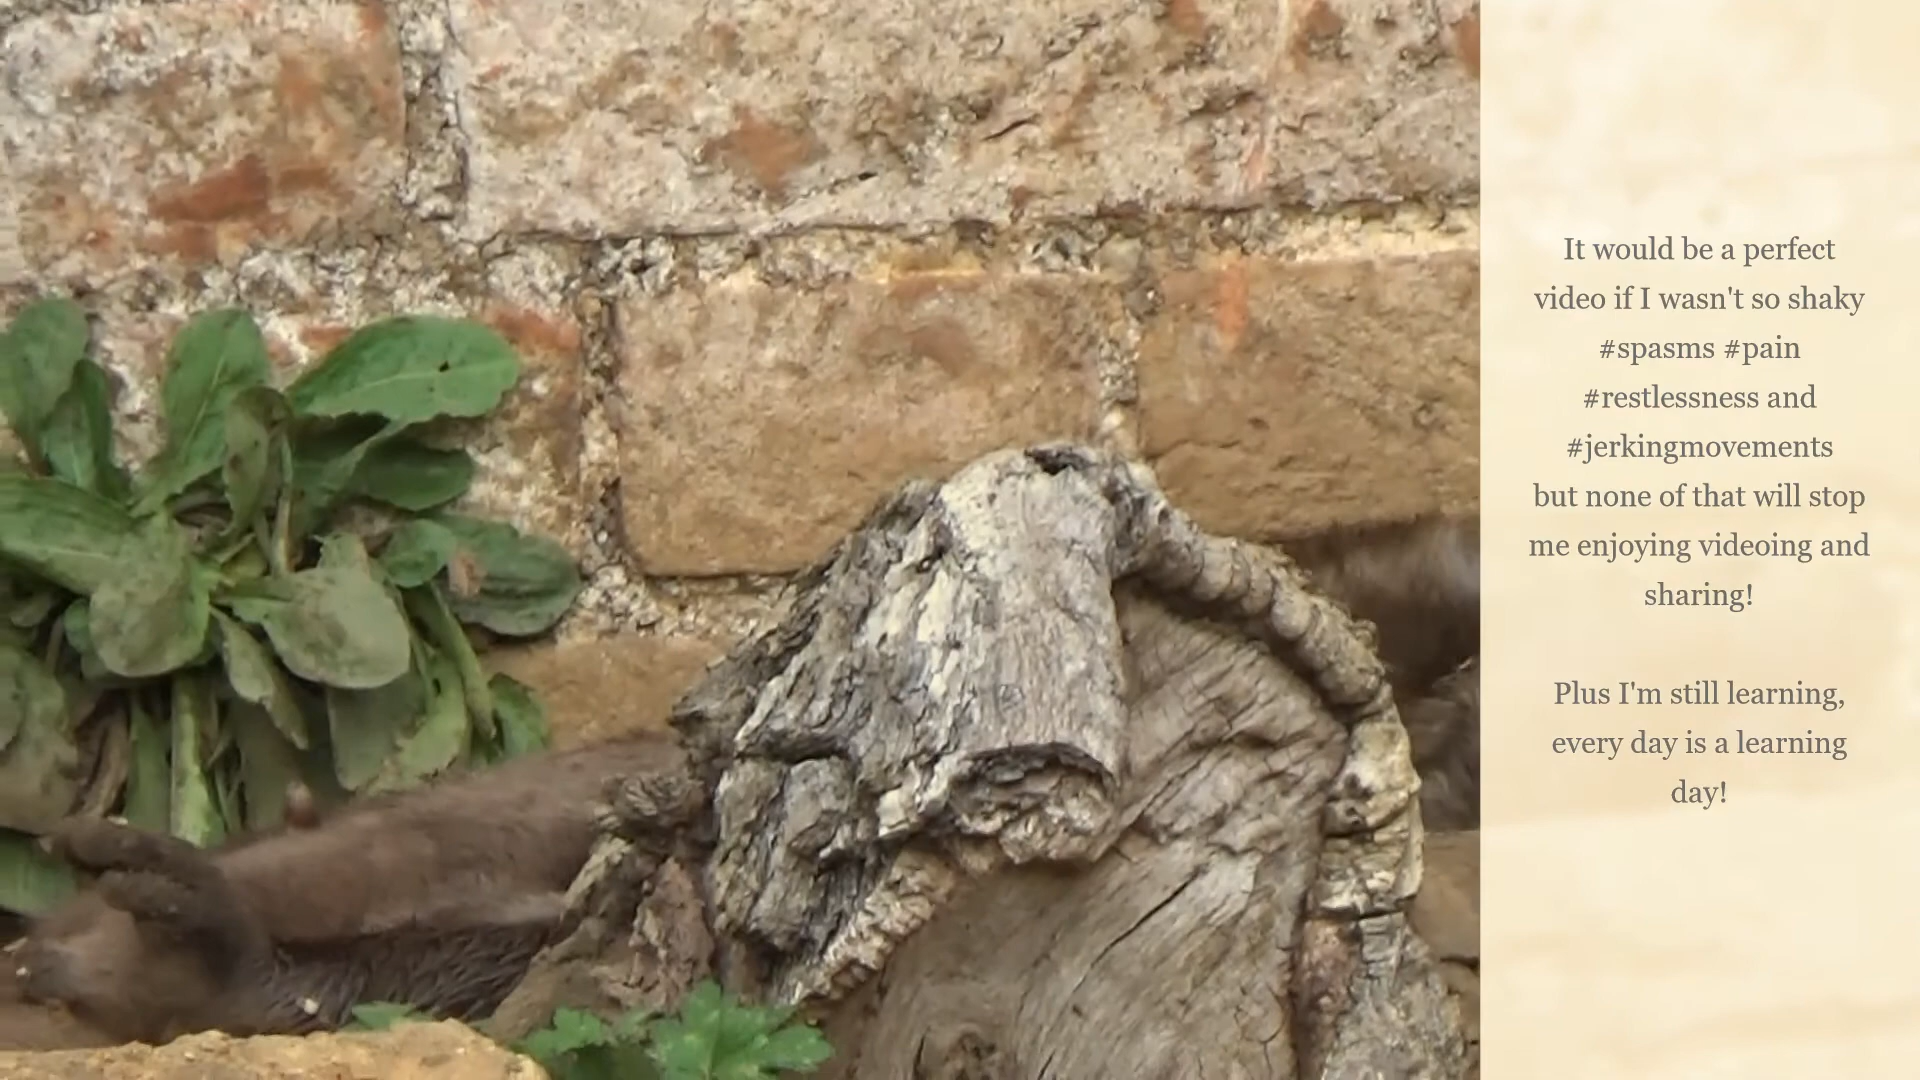 It would be a perfect
video if I wasn't so shaky
#spasms #pain
#restlessness and
#jerkingmovements
but none of that will stop
me enjoying videoing and
sharing!
Plus I'm still learning,
every day is a learning
day!